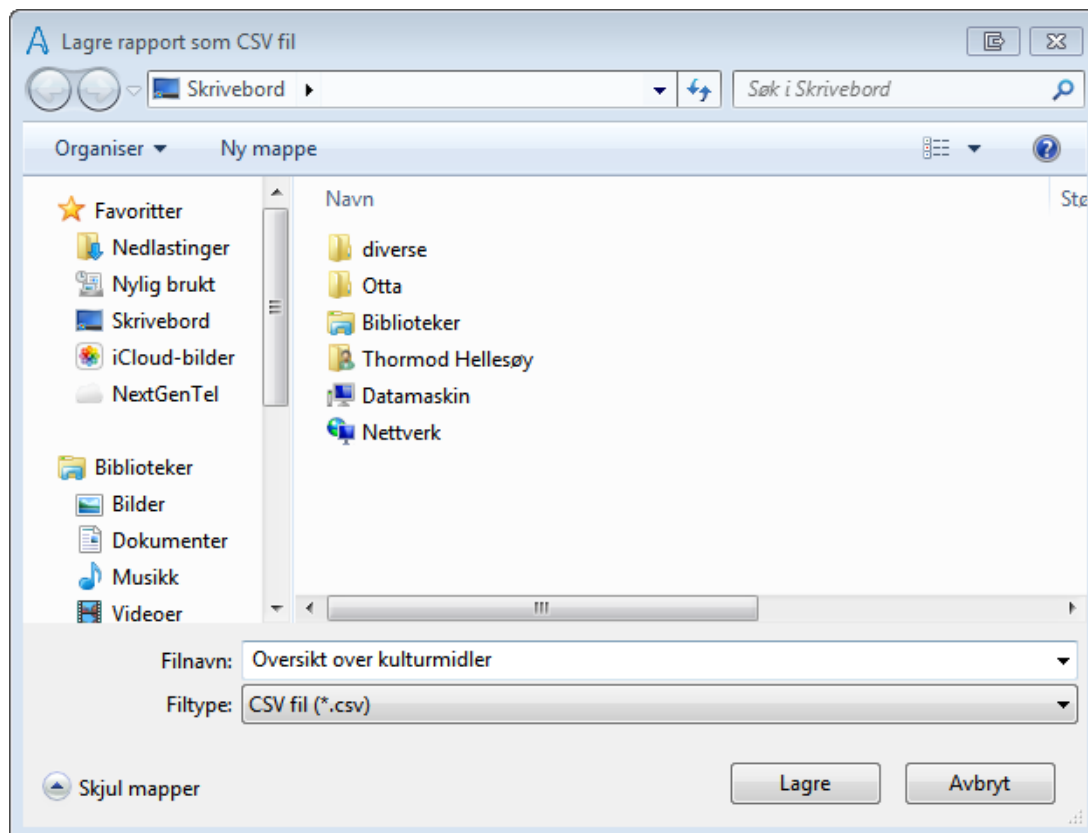 Lagre rapport som CSV fil
Skrivebord
Søk i Skrivebord
Organiser
Ny mappe
Favoritter
Nedlastinger
Nylig brukt
Skrivebord
iCloud-bilder
NextGenTel
Biblioteker
Bilder
Dokumenter
Musikk
Videoer
Navn
Stø
diverse
Otta
Biblioteker
Thormod Hellesøy
Datamaskin
Nettverk
Filnavn: Oversikt over kulturmidler
Filtype: CSV fil (*.csv)
Skjul mapper
Lagre
Avbryt